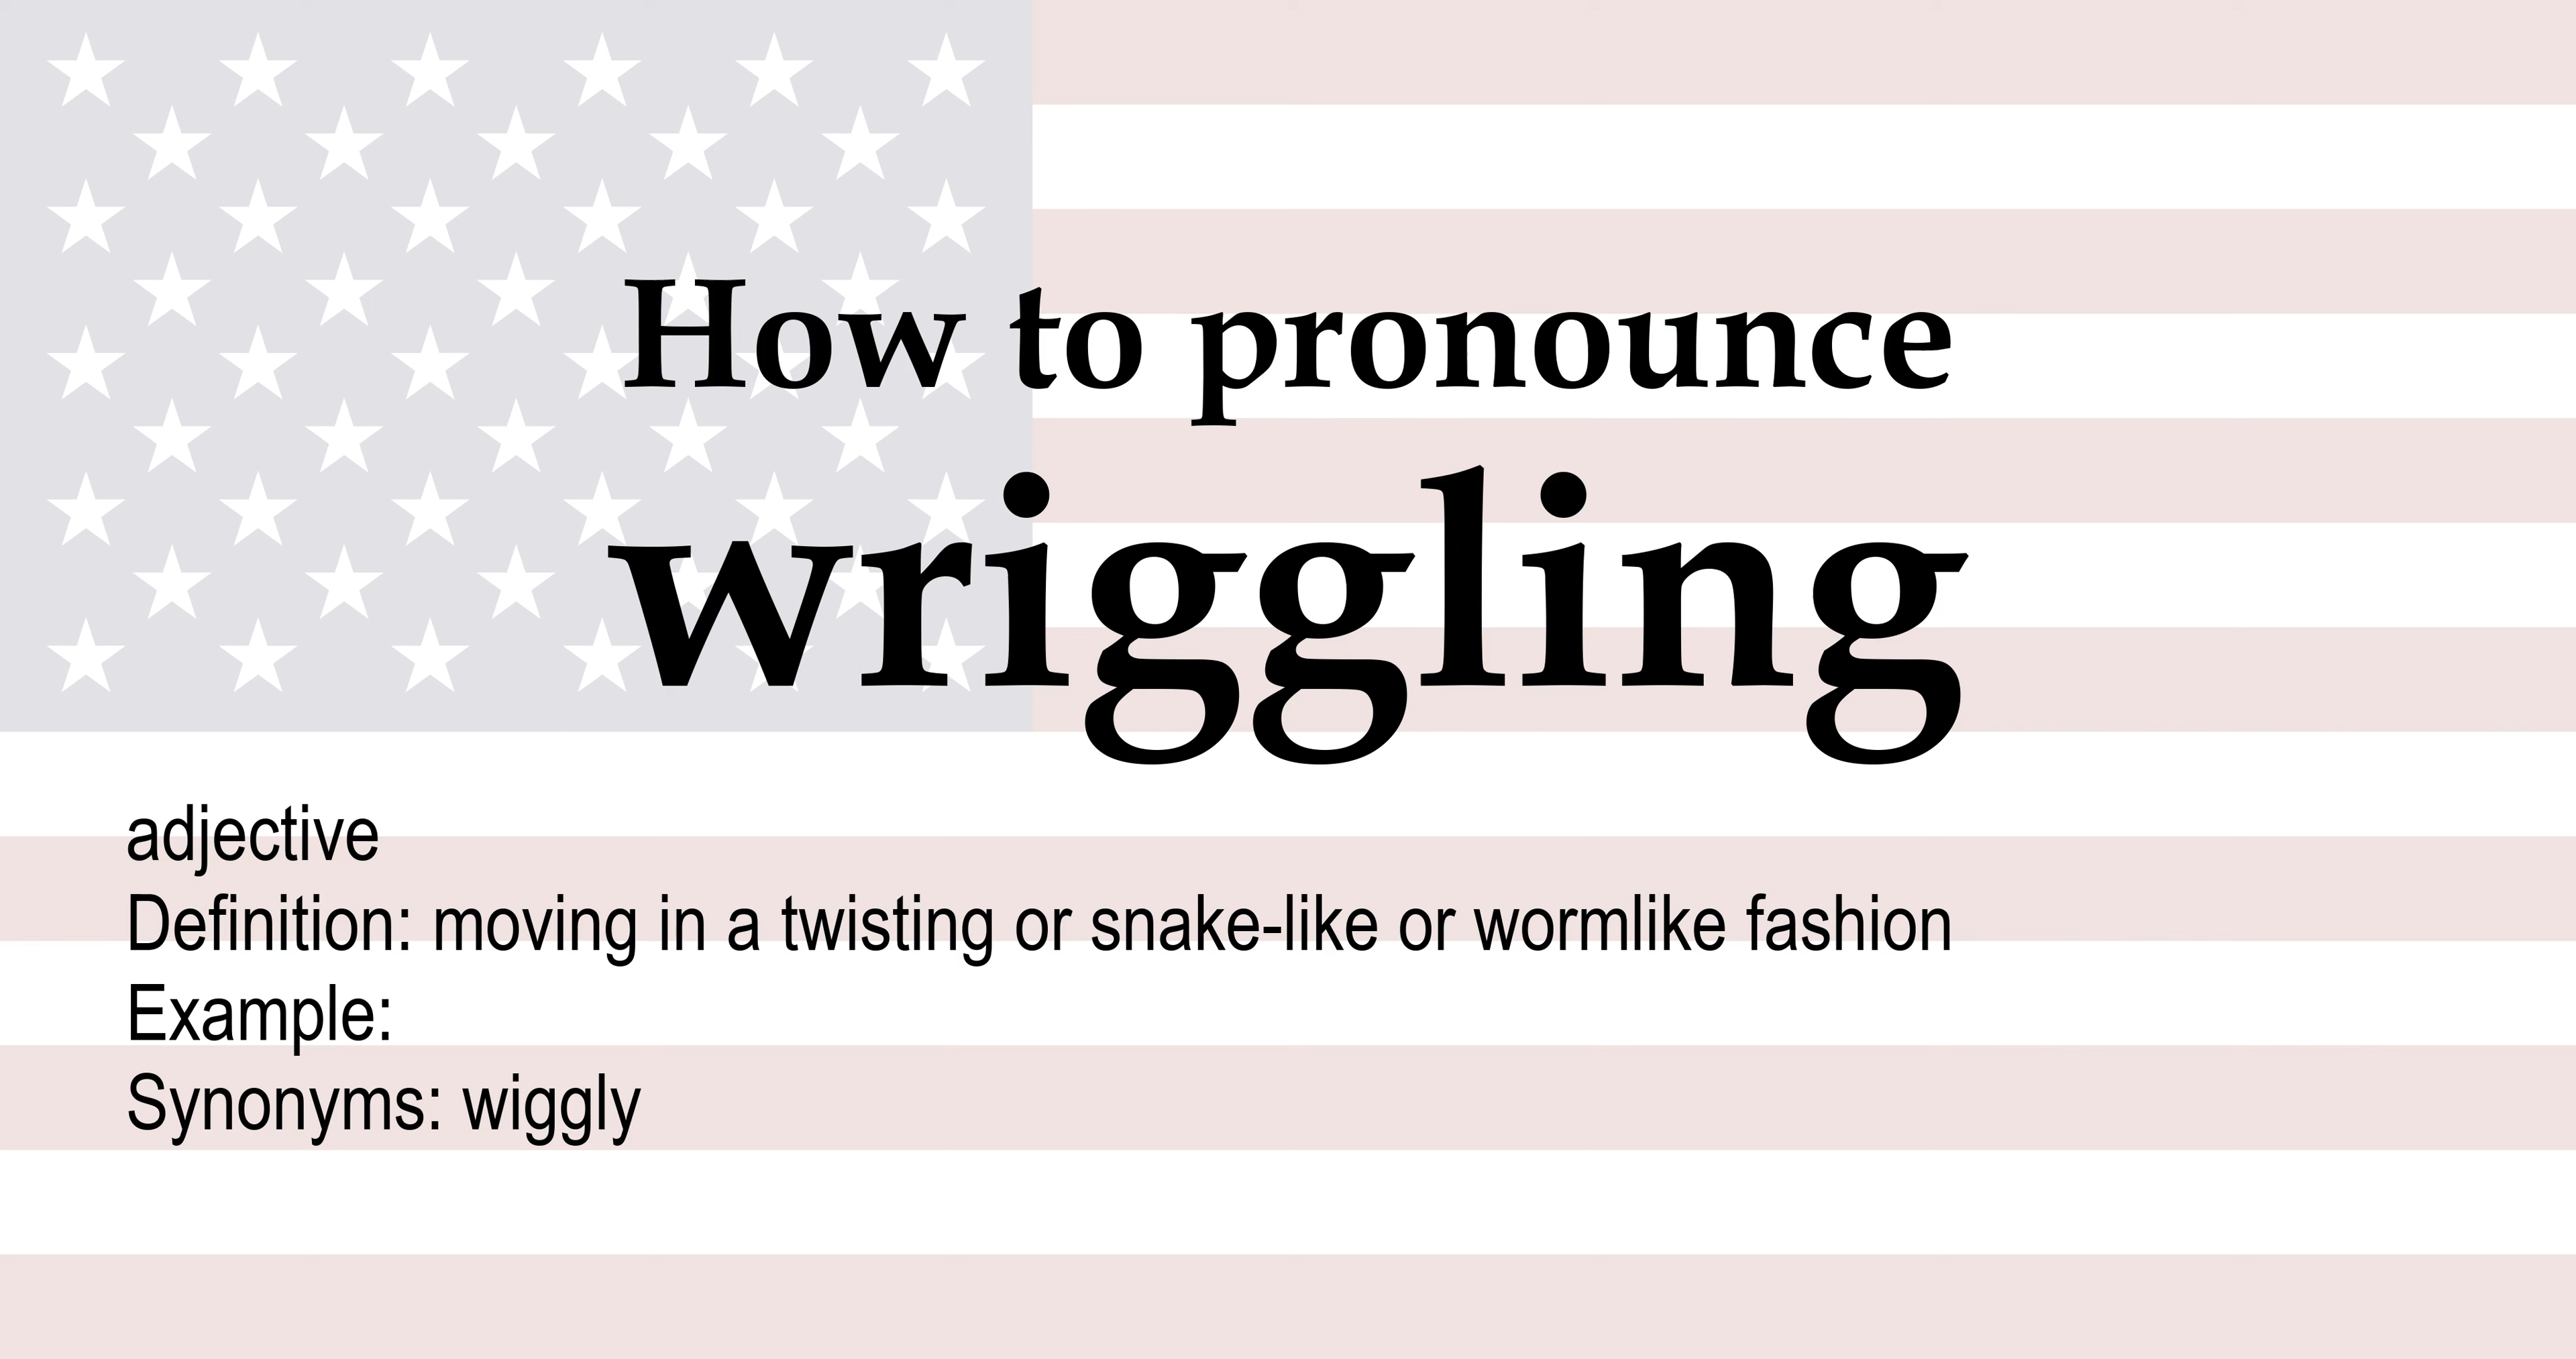 How to pronounce
wriggling
adjective
Definition: moving in a twisting or snake-like or wormlike fashion
Example:
Synonyms: wiggly